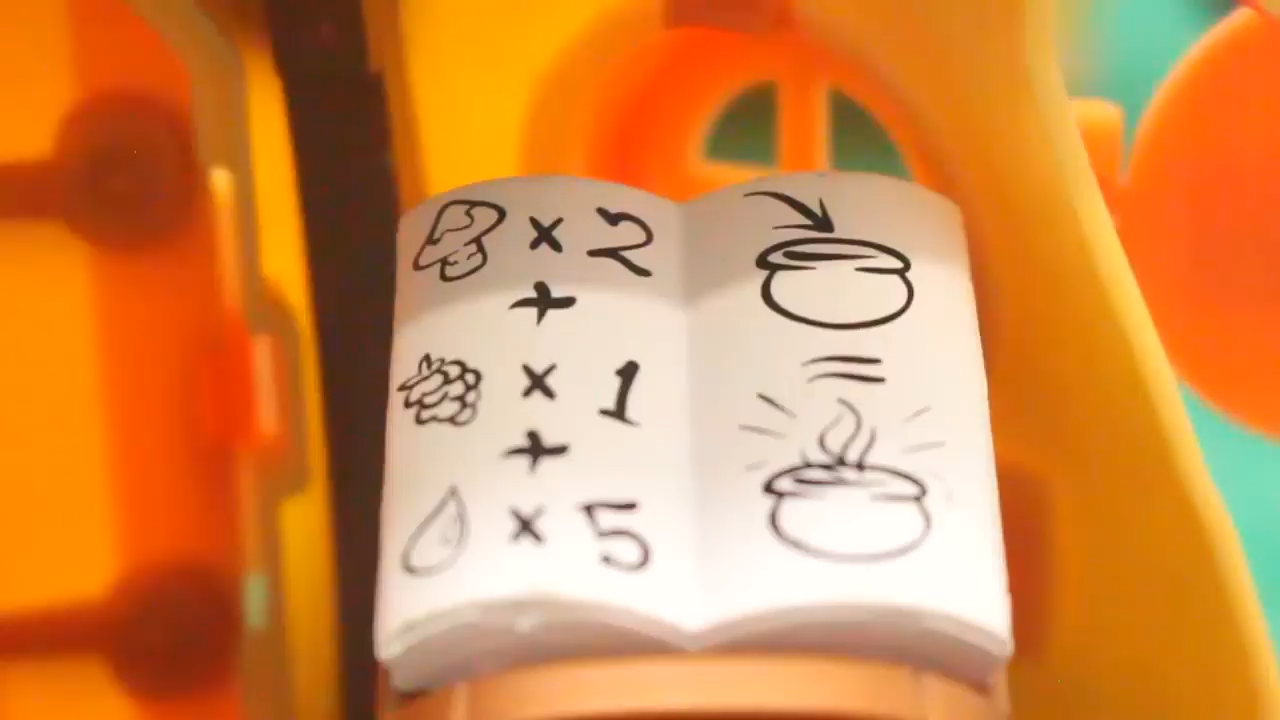 x 2
+
x 1
+
x 5
=